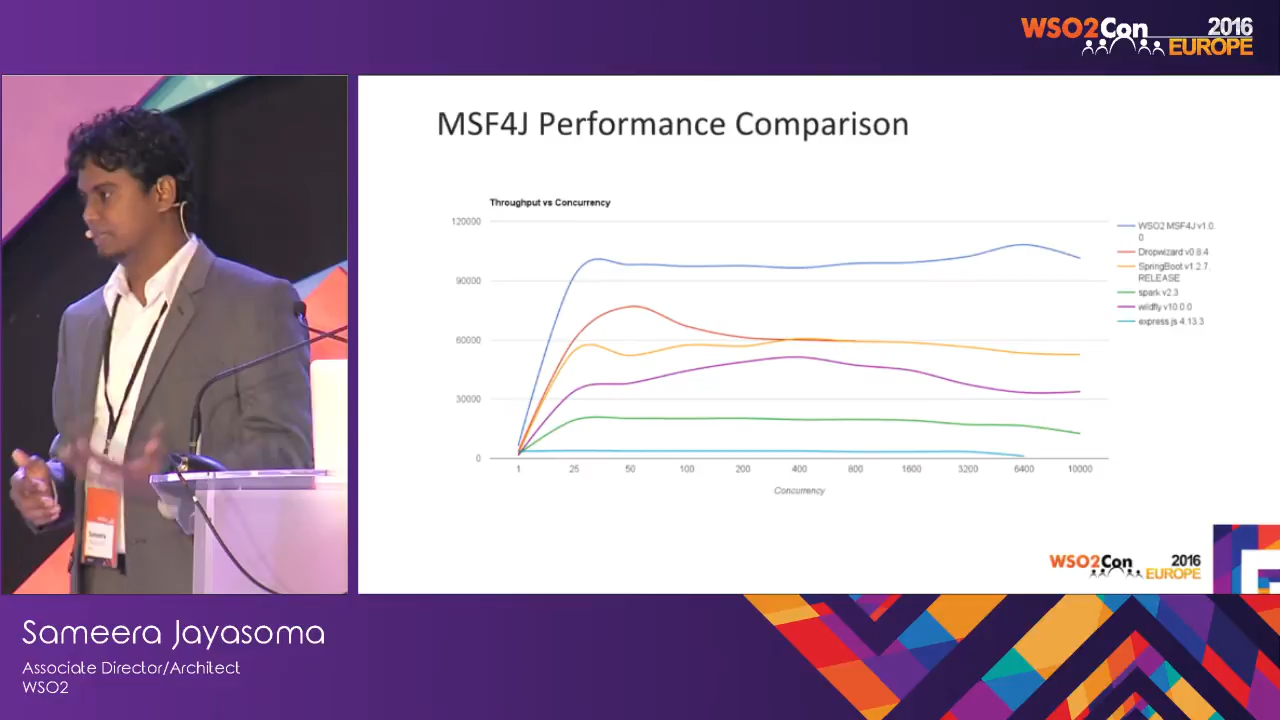 WSO2Con 2016
EUROPE
MSF4J Performance Comparison
Throughput vs Concurrency
120000
90000
60000
30000
0
1 25 50 100 200 400 800 1600 3200 6400 10000
Concurrency
WSO2 MSF4J v1.0.
0
Dropwizard v0.8.4
SpringBoot v1.2.7.
RELEASE
spark v2.3
wildfly v10.0.0
express.js 4.13.3
Sameera
WSO2Con 2016
EUROPE
Sameera Jayasoma
Associate Director/Architect
WSO2